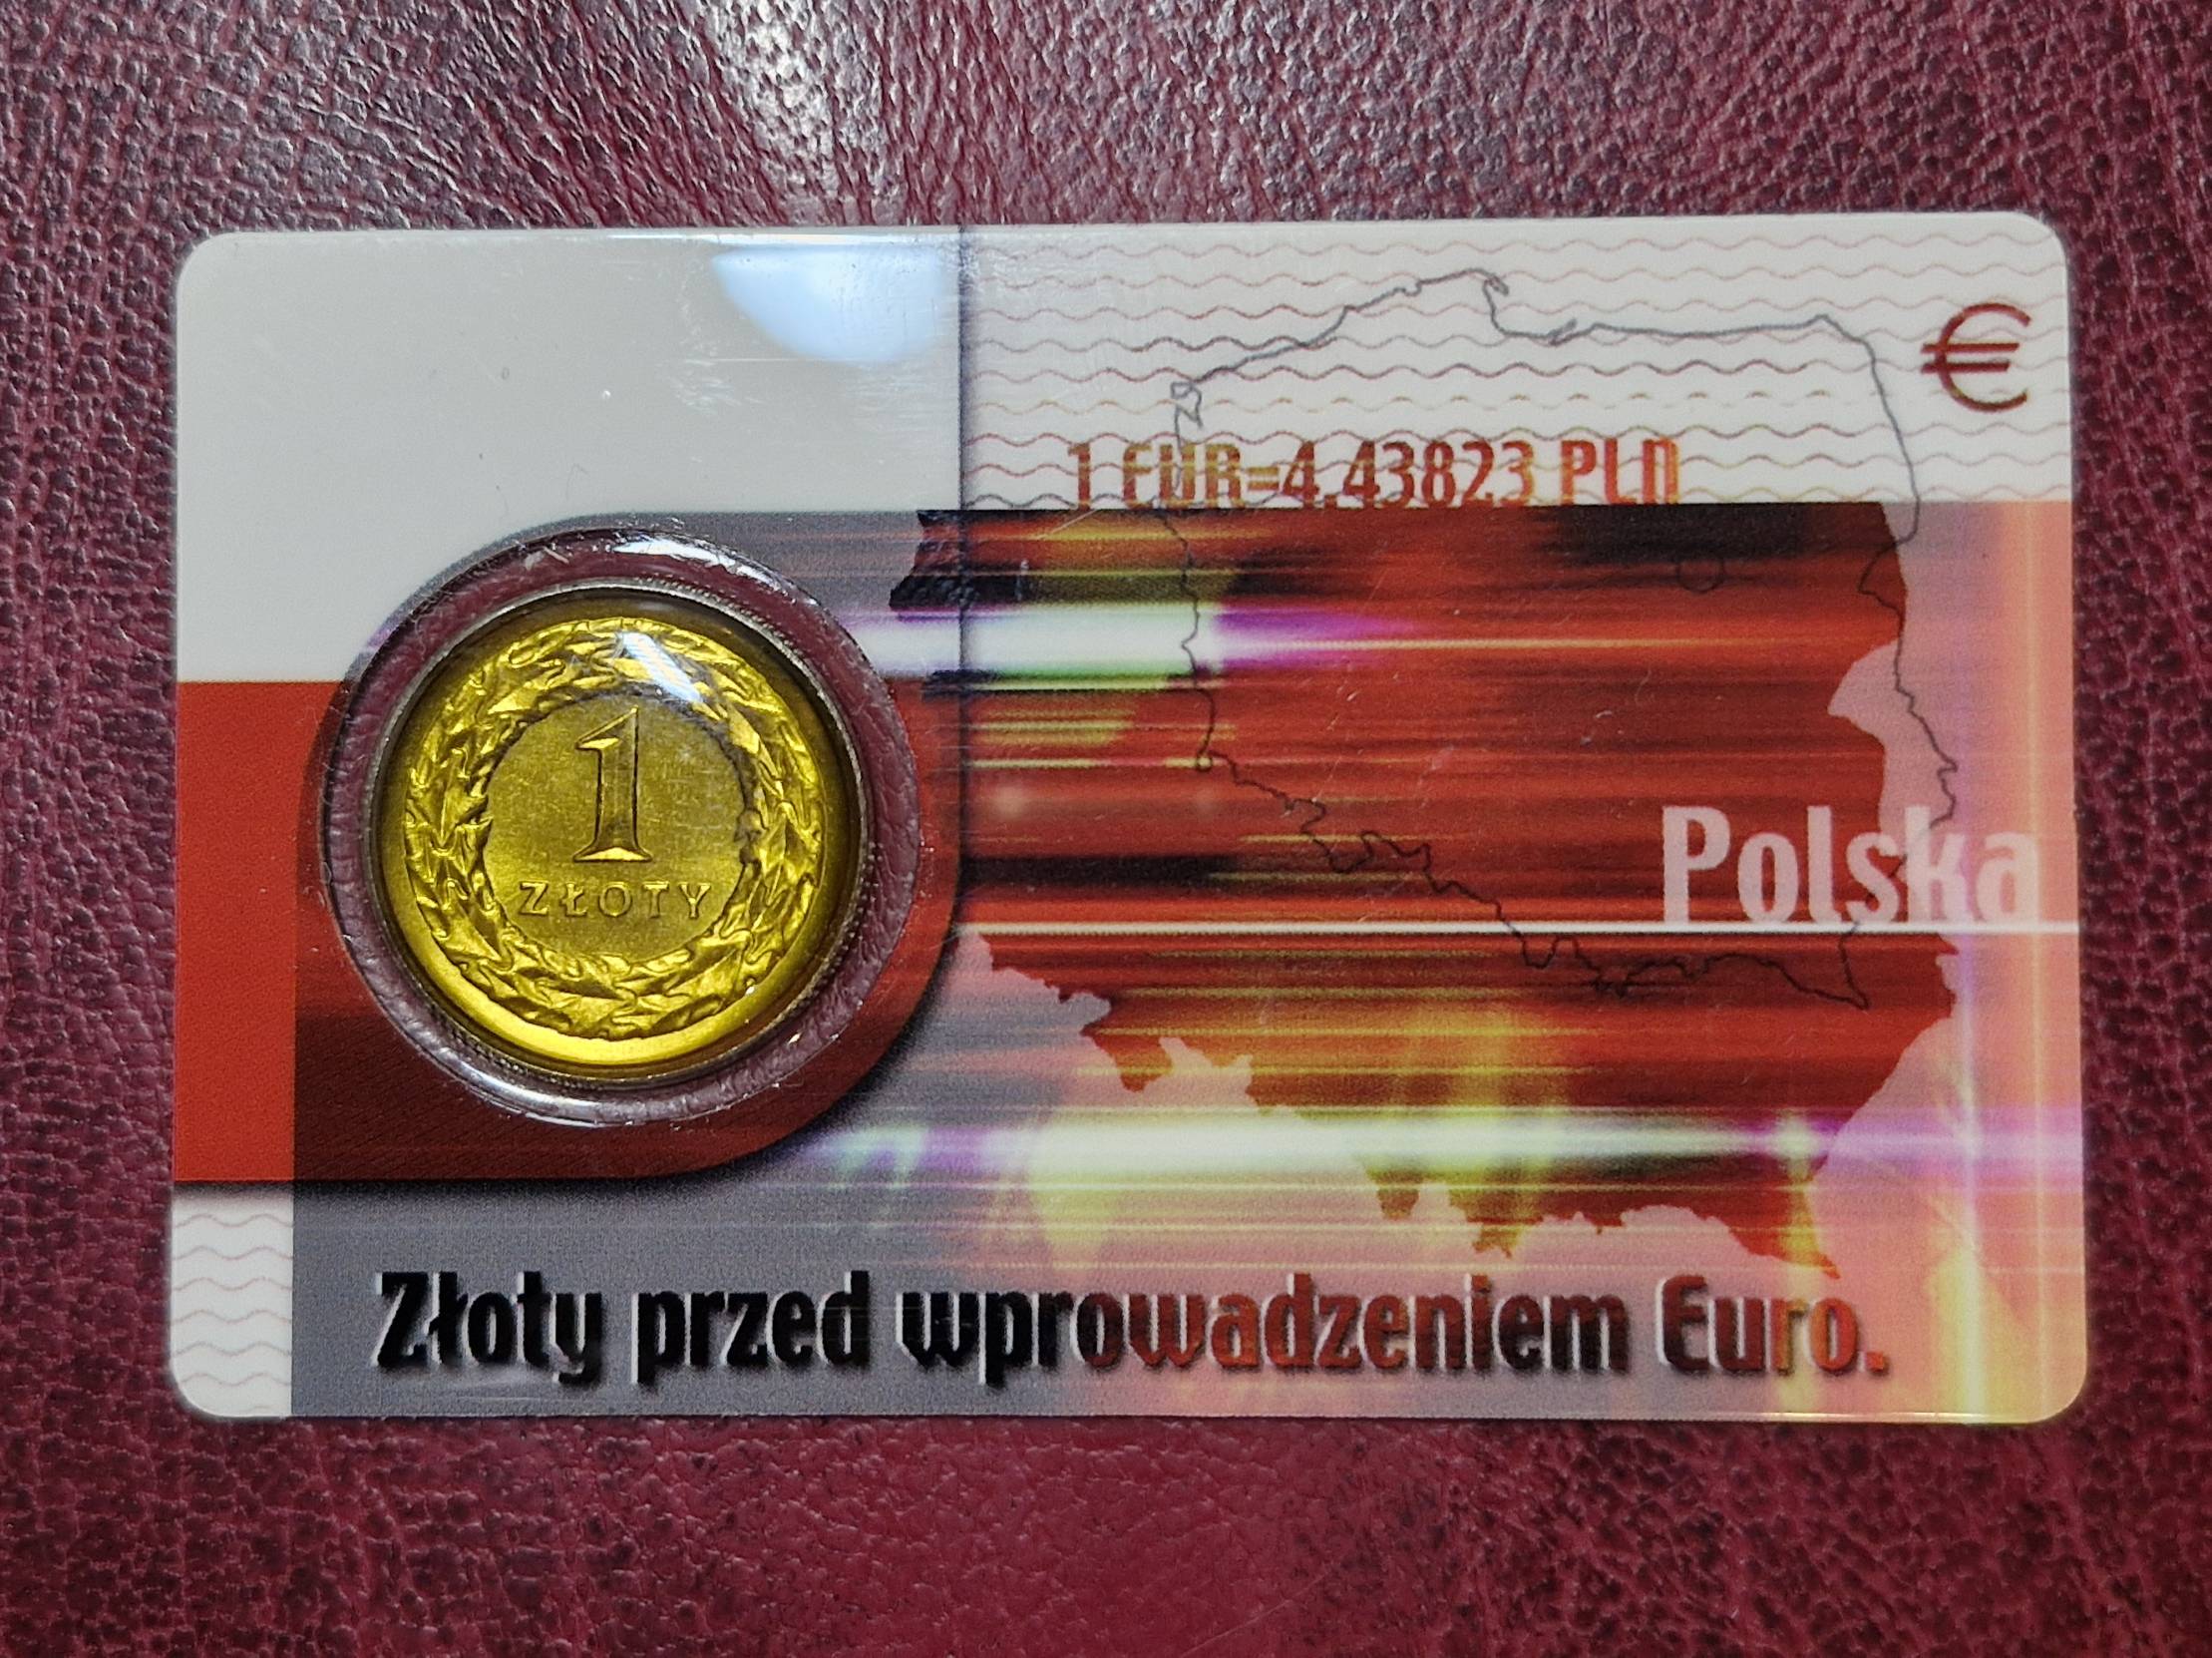 €
1 EUR=4.43823 PLN
1
ZŁOTY
Polska
Złoty przed wprowadzeniem Euro.